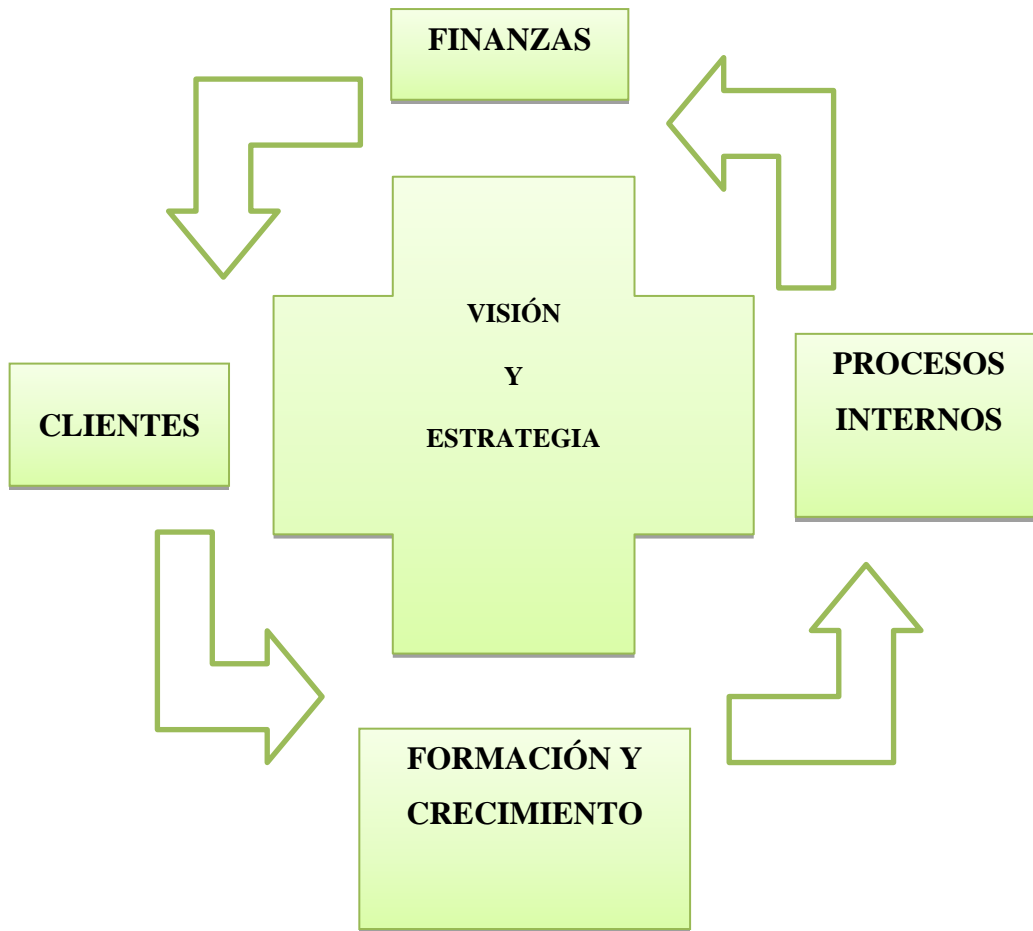 FINANZAS
VISIÓN
Y
ESTRATEGIA
CLIENTES
PROCESOS
INTERNOS
FORMACIÓN Y
CRECIMIENTO